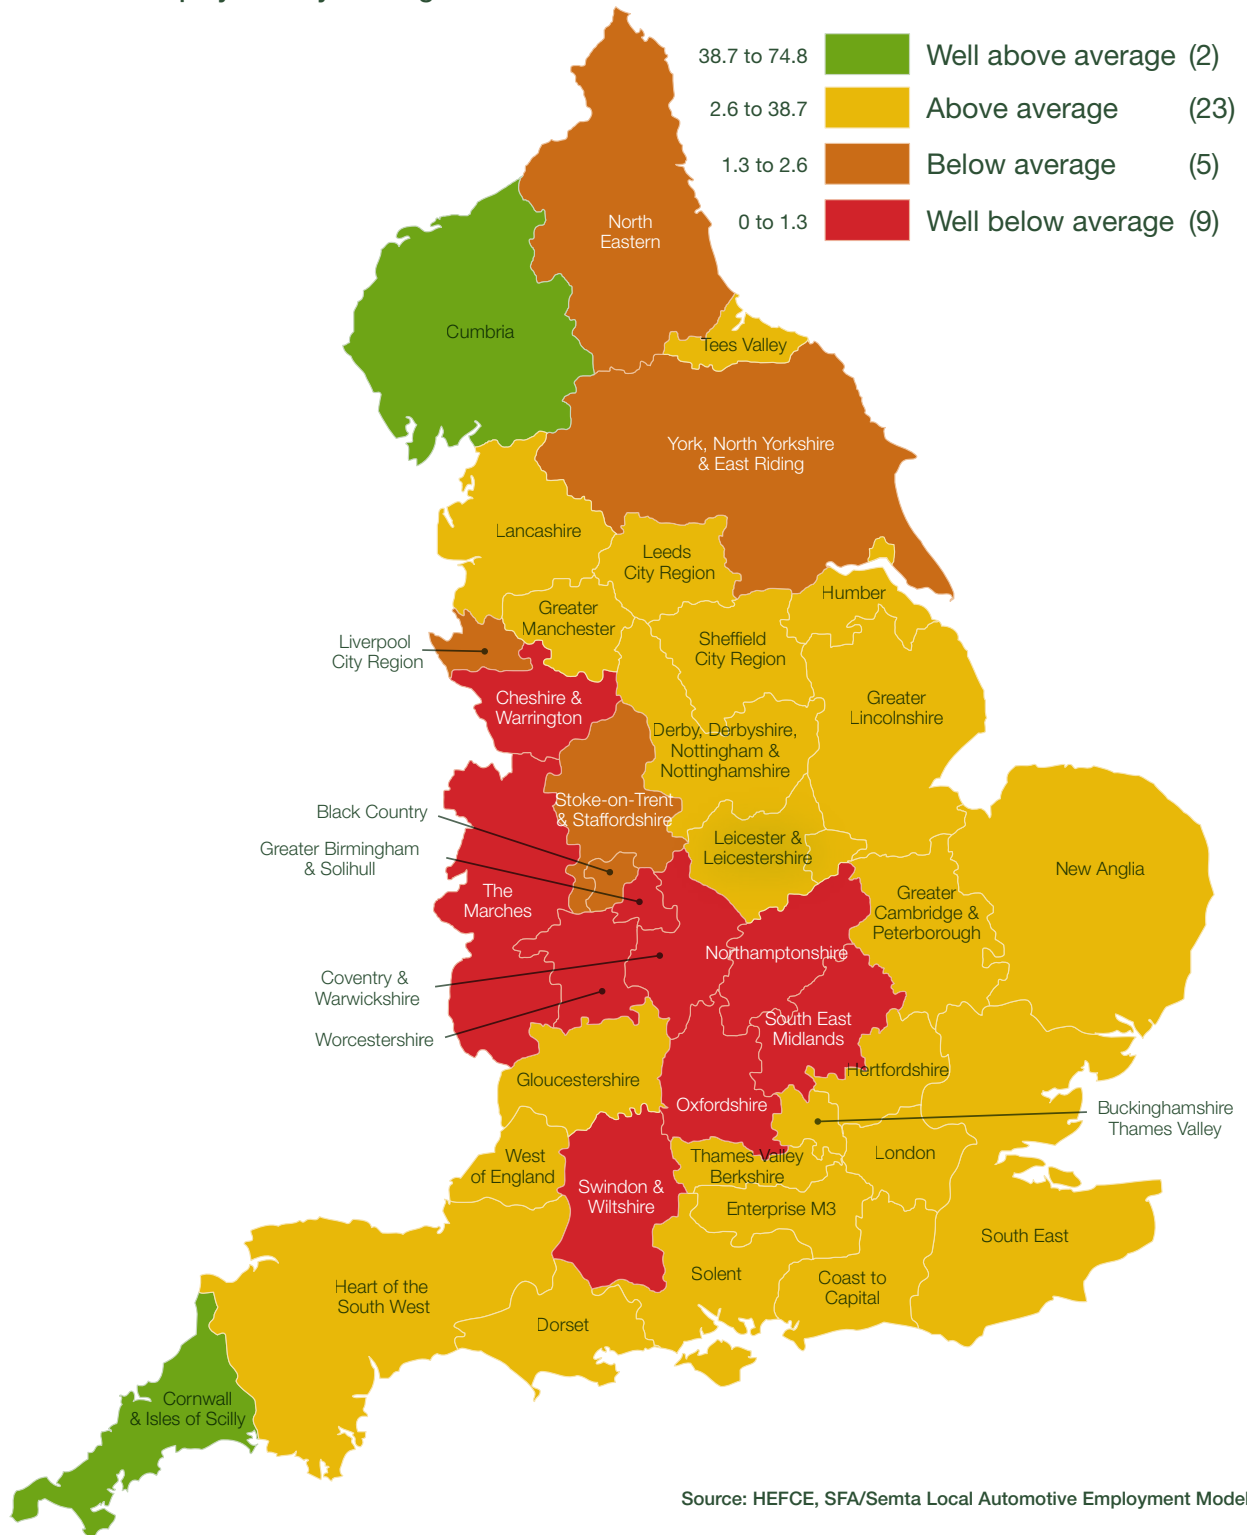 38.7 to 74.8 Well above average (2)
2.6 to 38.7 Above average (23)
1.3 to 2.6 Below average (5)
0 to 1.3 Well below average (9)
North
Eastern
Cumbria
Tees Valley
York, North Yorkshire
& East Riding
Lancashire
Leeds
City Region
Humber
Greater
Manchester
Liverpool
City Region
Sheffield
City Region
Cheshire &
Warrington
Greater
Lincolnshire
Derby, Derbyshire,
Nottingham &
Nottinghamshire
Stoke-on-Trent
& Staffordshire
Black Country
Greater Birmingham
& Solihull
Leicester &
Leicestershire
New Anglia
The
Marches
Greater
Cambridge &
Peterborough
Northamptonshire
Coventry &
Warwickshire
Worcestershire
South East
Midlands
Hertfordshire
Gloucestershire
Oxfordshire
Buckinghamshire
Thames Valley
West
of England
Thames Valley
Berkshire
London
Swindon &
Wiltshire
Enterprise M3
South East
Solent
Coast to
Capital
Heart of the
South West
Dorset
Cornwall
& Isles of Scilly
Source: HEFCE, SFA/Semta Local Automotive Employment Model